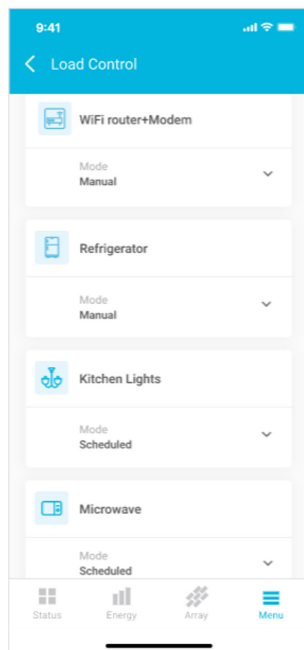 9:41
Load Control
WiFi router+Modem
Mode
Manual
Refrigerator
Mode
Manual
Kitchen Lights
Mode
Scheduled
Microwave
Mode
Scheduled
Status Energy Array Menu